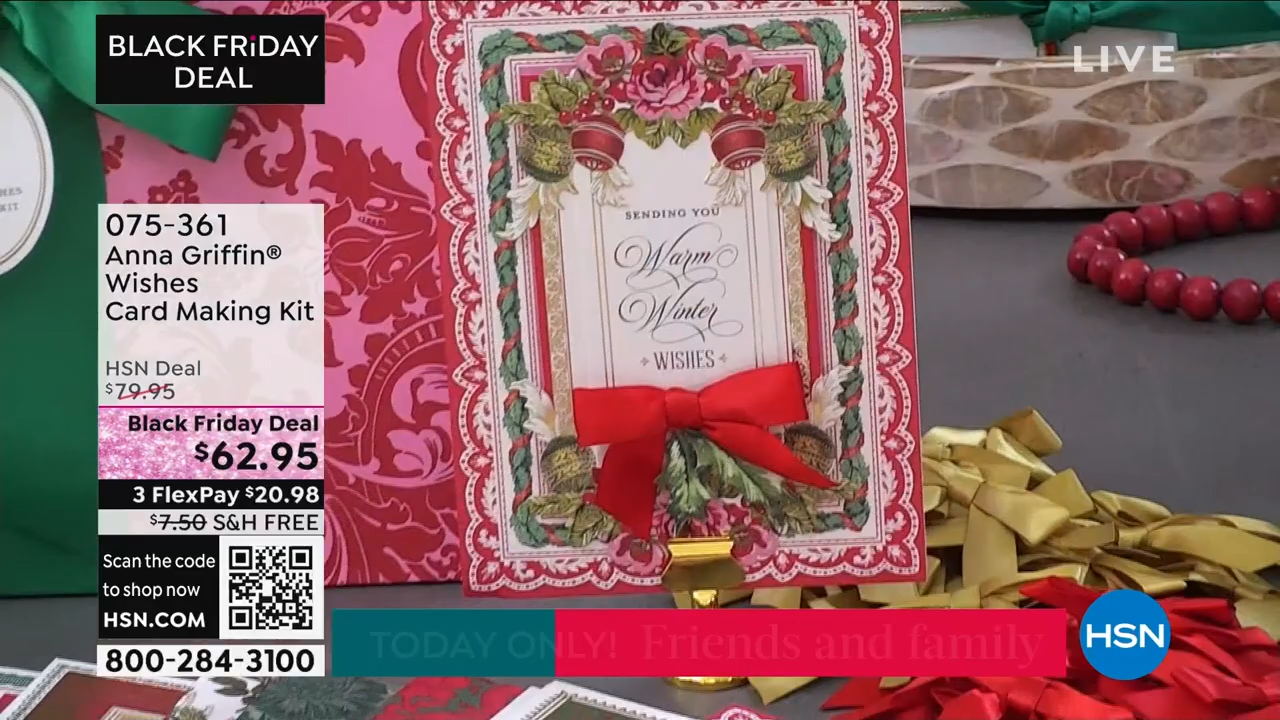 BLACK FRiDAY
DEAL
LIVE
HES
KIT
075-361
Anna Griffin®
Wishes
Card Making Kit
HSN Deal
$79.95
Black Friday Deal
$62.95
3 FlexPay $20.98
$7.50 S&H FREE
Scan the code
to shop now
HSN.COM
800-284-3100
SENDING YOU
Warm
Winter
WISHES
TODAY ONLY! Friends and family
HSN